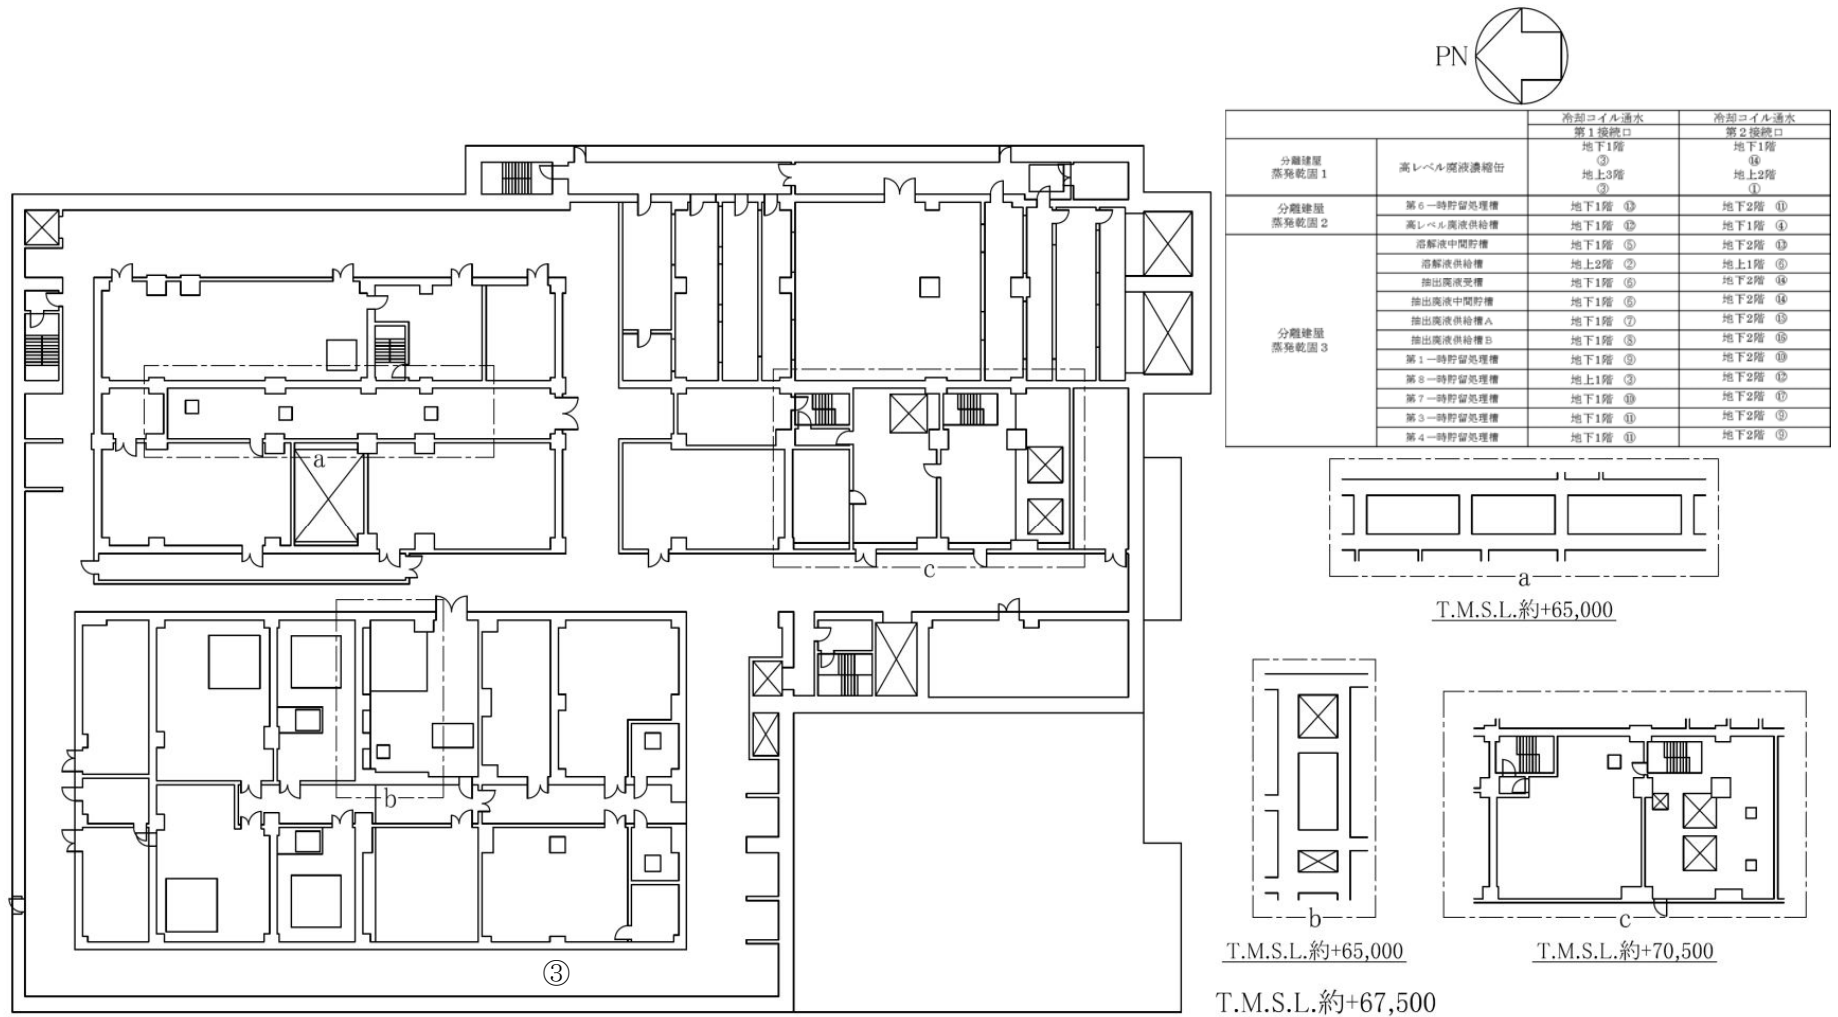 PN
冷却コイル通水 冷却コイル通水
第1接続口 第2接続口
分離建屋 蒸発乾固1 高レベル廃液濃縮缶 地下1階 ③ 地上3階 ③ 地下1階 ⑭ 地上2階 ①
分離建屋 蒸発乾固2 第6一時貯留処理槽 地下1階 ⑬ 地下2階 ⑪
高レベル廃液供給槽 地下1階 ⑫ 地下1階 ④
分離建屋 蒸発乾固3 溶解液中間貯槽 地下1階 ⑤ 地下2階 ⑬
溶解液供給槽 地上2階 ② 地上1階 ⑥
抽出廃液受槽 地下1階 ⑥ 地下2階 ⑭
抽出廃液中間貯槽 地下1階 ⑥ 地下2階 ⑭
抽出廃液供給槽A 地下1階 ⑦ 地下2階 ⑮
抽出廃液供給槽B 地下1階 ⑧ 地下2階 ⑯
第1一時貯留処理槽 地下1階 ⑨ 地下2階 ⑩
第8一時貯留処理槽 地上1階 ③ 地下2階 ⑫
第7一時貯留処理槽 地下1階 ⑩ 地下2階 ⑰
第3一時貯留処理槽 地下1階 ⑪ 地下2階 ⑨
第4一時貯留処理槽 地下1階 ⑪ 地下2階 ⑨
a
c
b
③
a
T.M.S.L.約+65,000
b
T.M.S.L.約+65,000
c
T.M.S.L.約+70,500
T.M.S.L.約+67,500